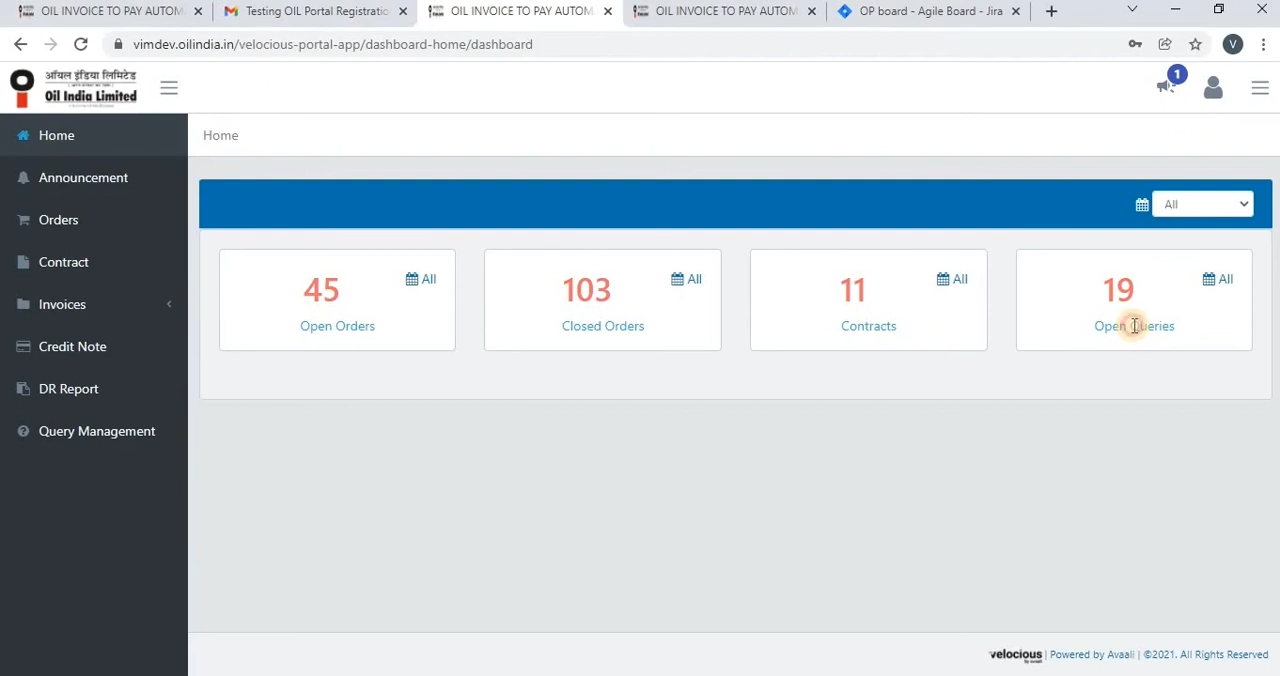 OIL INVOICE TO PAY AUTOM
Testing OIL Portal Registratio
OIL INVOICE TO PAY AUTOM
OIL INVOICE TO PAY AUTOM
OP board - Agile Board - Jira
vimdev.oilindia.in/velocious-portal-app/dashboard-home/dashboard
V
ऑयल इंडिया लिमिटेड
Oil India Limited
1
Home
Announcement
Orders
Contract
Invoices
Credit Note
DR Report
Query Management
Home
All
45
All
Open Orders
103
All
Closed Orders
11
All
Contracts
19
All
Open Queries
velocious | Powered by Avaali | ©2021. All Rights Reserved
by Avaali